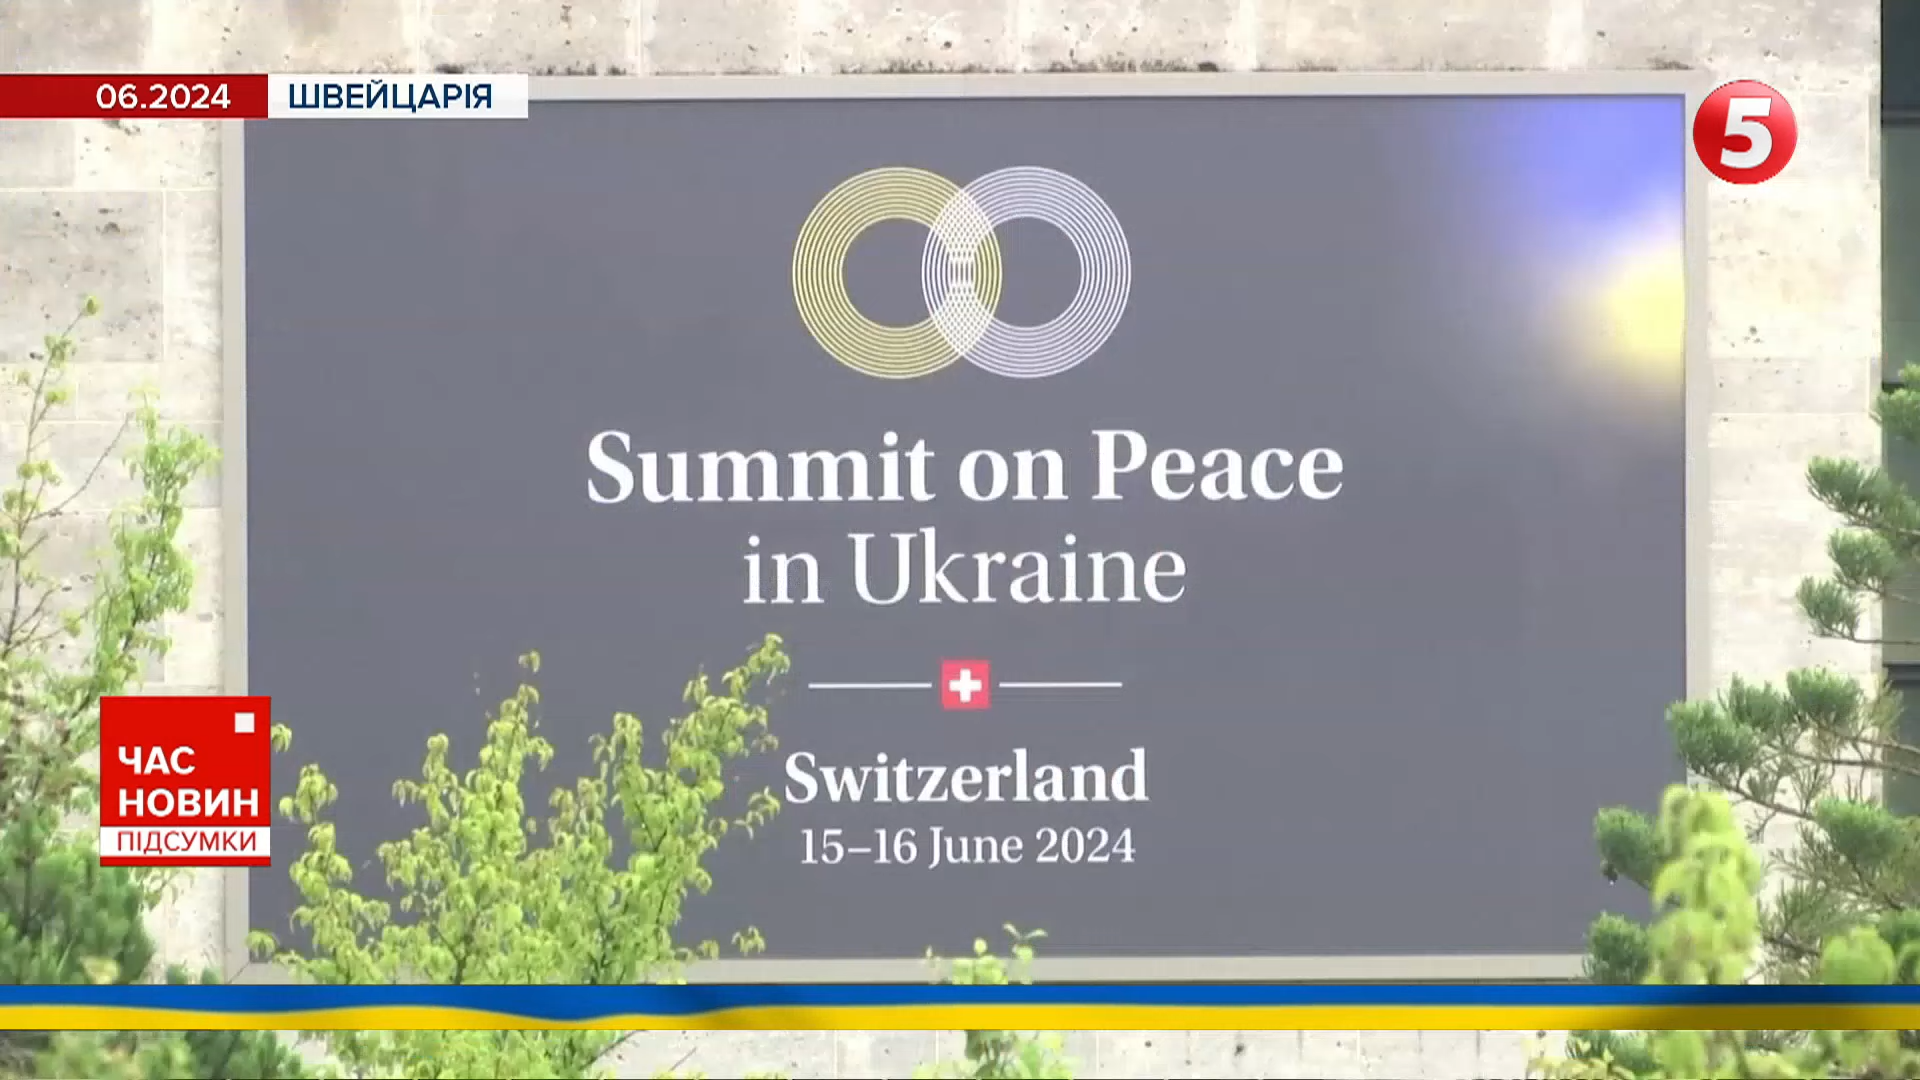 06.2024 ШВЕЙЦАРІЯ
5
Summit on Peace
in Ukraine
Switzerland
15–16 June 2024
ЧАС
НОВИН
ПІДСУМКИ